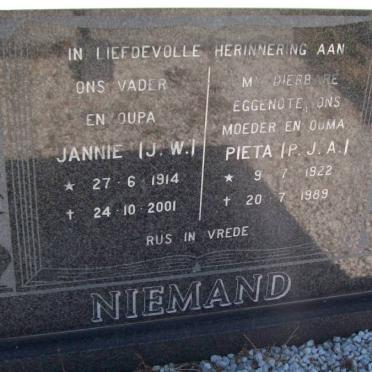 IN LIEFDEVOLLE HERINNERING AAN
ONS VADER
EN OUPA
JANNIE (J. W.)
★ 27 · 6 · 1914
✝ 24 · 10 · 2001
M DIERBARE
EGGENOTE, ONS
MOEDER EN OUMA
PIETA (P. J. A.)
★ 9 · 7 · 1922
✝ 20 · 7 · 1989
RUS IN VREDE
NIEMAND